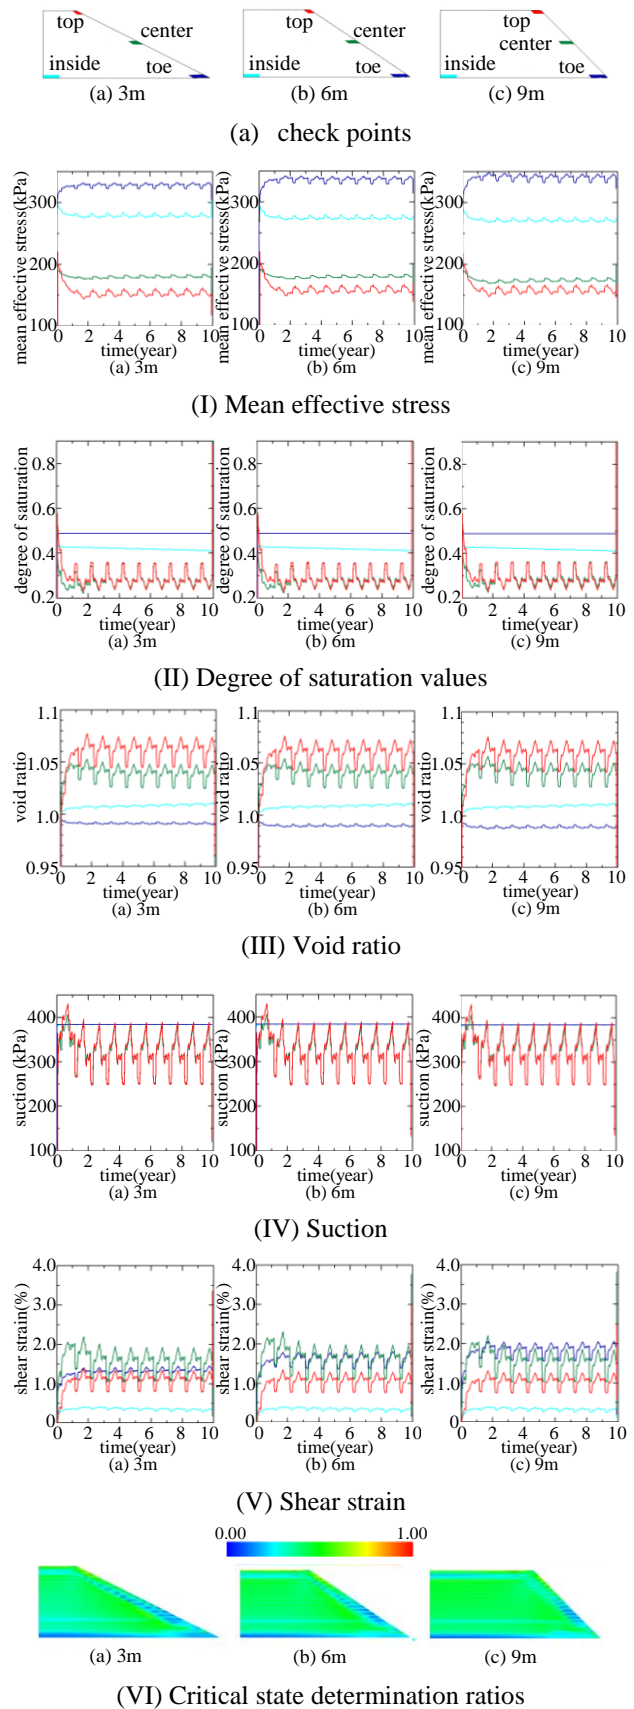 top
center
inside
toe
(a) 3m
top
center
inside
toe
(b) 6m
top
center
inside
toe
(c) 9m
(a) check points
mean effective stress(kPa)
300
200
100
0 2 4 6 8 10
time(year)
(a) 3m
mean effective stress(kPa)
300
200
100
0 2 4 6 8 10
time(year)
(b) 6m
mean effective stress(kPa)
300
200
100
0 2 4 6 8 10
time(year)
(c) 9m
(I) Mean effective stress
degree of saturation
0.8
0.6
0.4
0.2
0 2 4 6 8 10
time(year)
(a) 3m
degree of saturation
0.8
0.6
0.4
0.2
0 2 4 6 8 10
time(year)
(b) 6m
degree of saturation
0.8
0.6
0.4
0.2
0 2 4 6 8 10
time(year)
(c) 9m
(II) Degree of saturation values
void ratio
1.1
1.05
1.0
0.95
0 2 4 6 8 10
time(year)
(a) 3m
void ratio
1.1
1.05
1.0
0.95
0 2 4 6 8 10
time(year)
(b) 6m
void ratio
1.1
1.05
1.0
0.95
0 2 4 6 8 10
time(year)
(c) 9m
(III) Void ratio
suction (kPa)
400
300
200
100
0 2 4 6 8 10
time(year)
(a) 3m
suction (kPa)
400
300
200
100
0 2 4 6 8 10
time(year)
(b) 6m
suction (kPa)
400
300
200
100
0 2 4 6 8 10
time(year)
(c) 9m
(IV) Suction
shear strain(%)
4.0
3.0
2.0
1.0
0
0 2 4 6 8 10
time(year)
(a) 3m
shear strain(%)
4.0
3.0
2.0
1.0
0
0 2 4 6 8 10
time(year)
(b) 6m
shear strain(%)
4.0
3.0
2.0
1.0
0
0 2 4 6 8 10
time(year)
(c) 9m
(V) Shear strain
0.00 1.00
(a) 3m
(b) 6m
(c) 9m
(VI) Critical state determination ratios